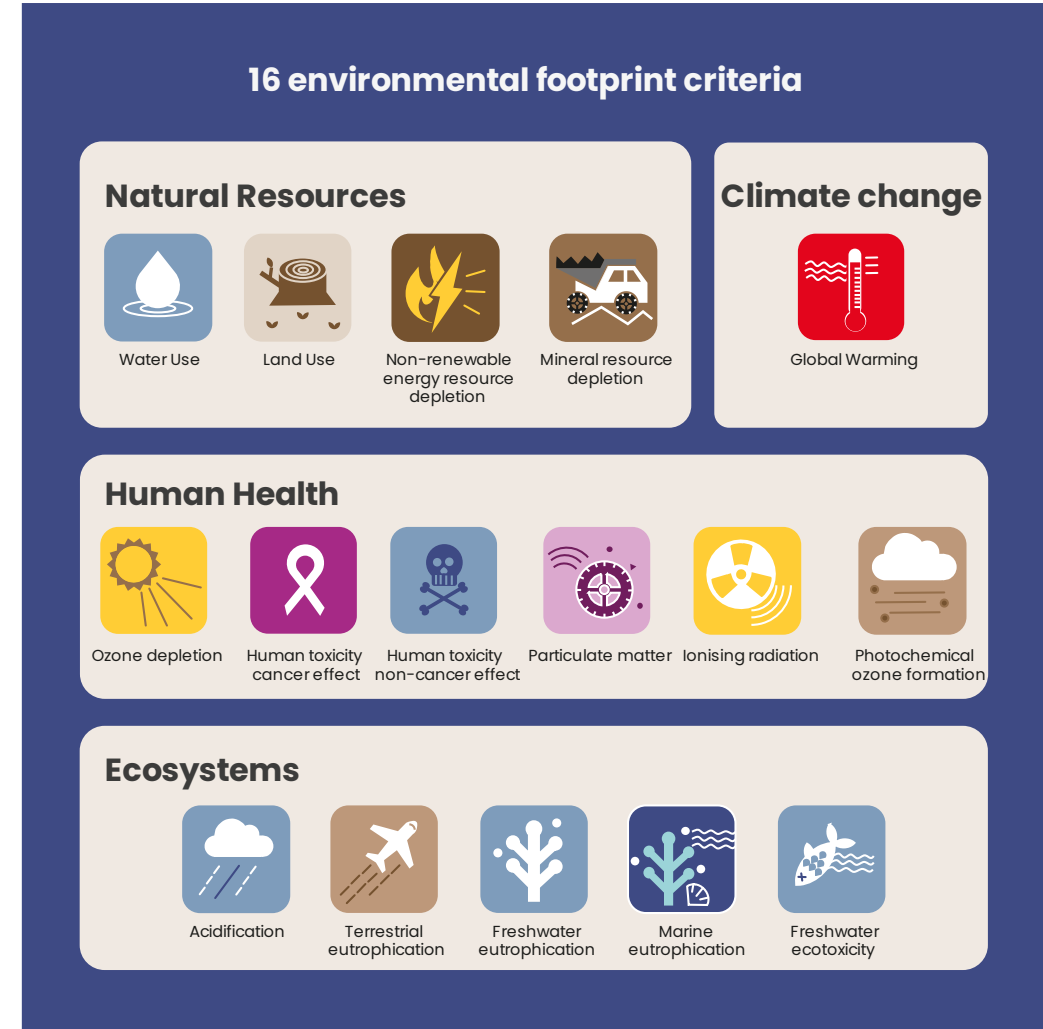 16 environmental footprint criteria
Natural Resources
Water Use
Land Use
Non-renewable
energy resource
depletion
Mineral resource
depletion
Climate change
Global Warming
Human Health
Ozone depletion
Human toxicity
cancer effect
Human toxicity
non-cancer effect
Particulate matter
Ionising radiation
Photochemical
ozone formation
Ecosystems
Acidification
Terrestrial
eutrophication
Freshwater
eutrophication
Marine
eutrophication
Freshwater
ecotoxicity